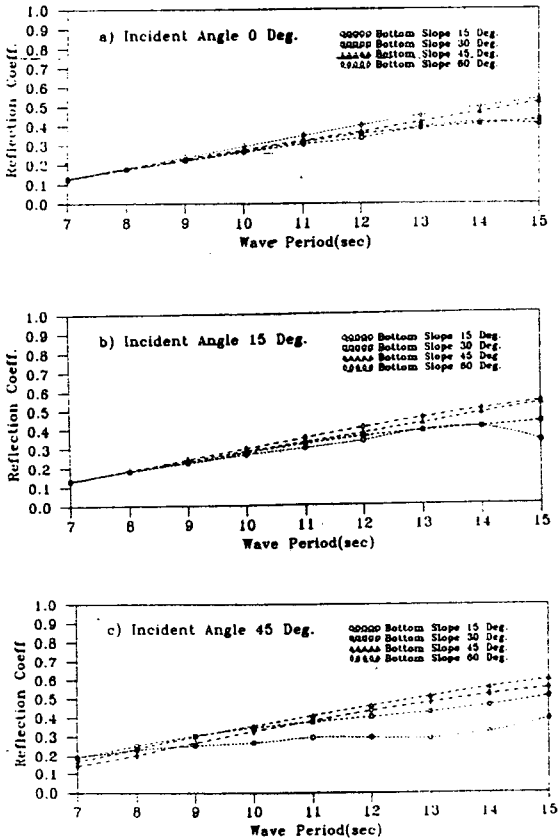 a) Incident Angle 0 Deg.
Bottom Slope 15 Deg.
Bottom Slope 30 Deg.
Bottom Slope 45 Deg.
Bottom Slope 60 Deg.
Reflection Coeff.
1.0
0.9
0.8
0.7
0.6
0.5
0.4
0.3
0.2
0.1
0.0
7 8 9 10 11 12 13 14 15
Wave Period(sec)
b) Incident Angle 15 Deg.
Bottom Slope 15 Deg.
Bottom Slope 30 Deg.
Bottom Slope 45 Deg.
Bottom Slope 60 Deg.
Reflection Coeff.
1.0
0.9
0.8
0.7
0.6
0.5
0.4
0.3
0.2
0.1
0.0
7 8 9 10 11 12 13 14 15
Wave Period(sec)
c) Incident Angle 45 Deg.
Bottom Slope 15 Deg.
Bottom Slope 30 Deg.
Bottom Slope 45 Deg.
Bottom Slope 60 Deg.
Reflection Coeff
1.0
0.9
0.8
0.7
0.6
0.5
0.4
0.3
0.2
0.1
0.0
7 8 9 10 11 12 13 14 15
Wave Period(sec)